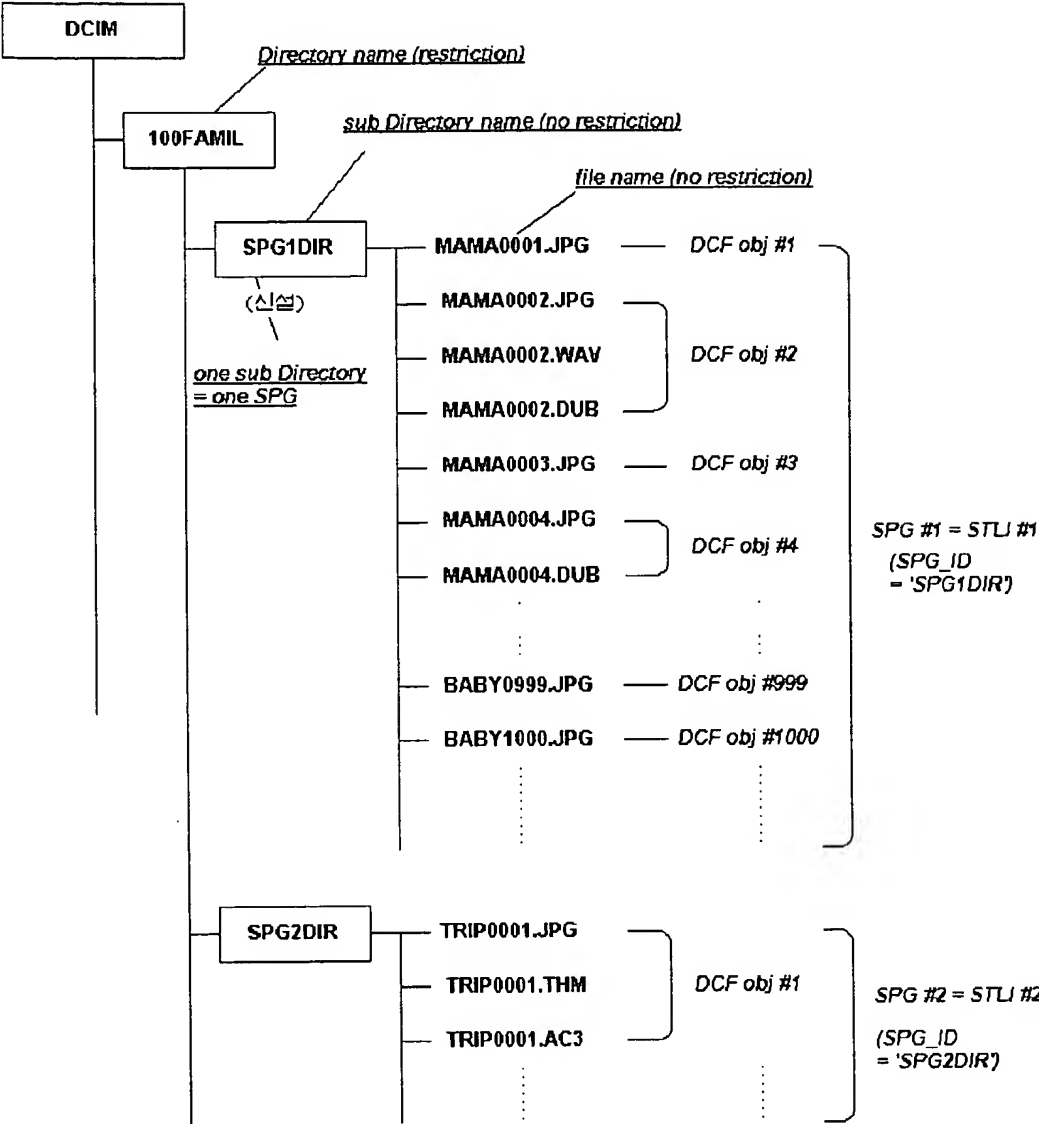 DCIM
Directory name (restriction)
100FAMIL
sub Directory name (no restriction)
file name (no restriction)
SPG1DIR
MAMA0001.JPG
DCF obj #1
(신설)
MAMA0002.JPG
MAMA0002.WAV
DCF obj #2
one sub Directory
= one SPG
MAMA0002.DUB
MAMA0003.JPG
DCF obj #3
MAMA0004.JPG
DCF obj #4
MAMA0004.DUB
SPG #1 = STLI #1
(SPG_ID
= 'SPG1DIR')
BABY0999.JPG
DCF obj #999
BABY1000.JPG
DCF obj #1000
SPG2DIR
TRIP0001.JPG
TRIP0001.THM
DCF obj #1
TRIP0001.AC3
SPG #2 = STLI #2
(SPG_ID
= 'SPG2DIR')